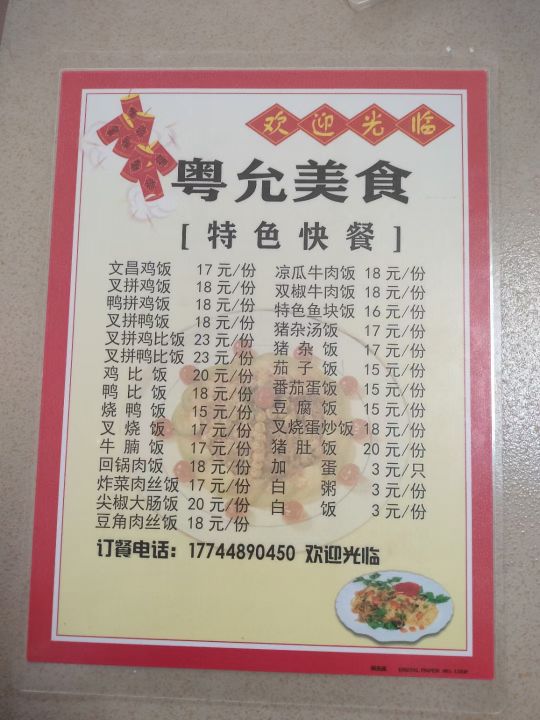 欢迎光临
粤允美食
[特色快餐]
文昌鸡饭 17元/份
叉拼鸡饭 18元/份
鸭拼鸡饭 18元/份
叉拼鸭饭 18元/份
叉拼鸡比饭 23元/份
叉拼鸭比饭 23元/份
鸡比饭 20元/份
鸭比饭 18元/份
烧鸭饭 15元/份
叉烧饭 17元/份
牛腩饭 17元/份
回锅肉饭 18元/份
炸菜肉丝饭 17元/份
尖椒大肠饭 20元/份
豆角肉丝饭 18元/份
凉瓜牛肉饭 18元/份
双椒牛肉饭 18元/份
特色鱼块饭 16元/份
猪杂汤饭 17元/份
猪杂饭 17元/份
茄子饭 15元/份
番茄蛋饭 15元/份
豆腐饭 15元/份
叉烧蛋炒饭 18元/份
猪肚饭 20元/份
加蛋 3元/只
白粥 3元/份
白饭 3元/份
订餐电话：17744890450 欢迎光临